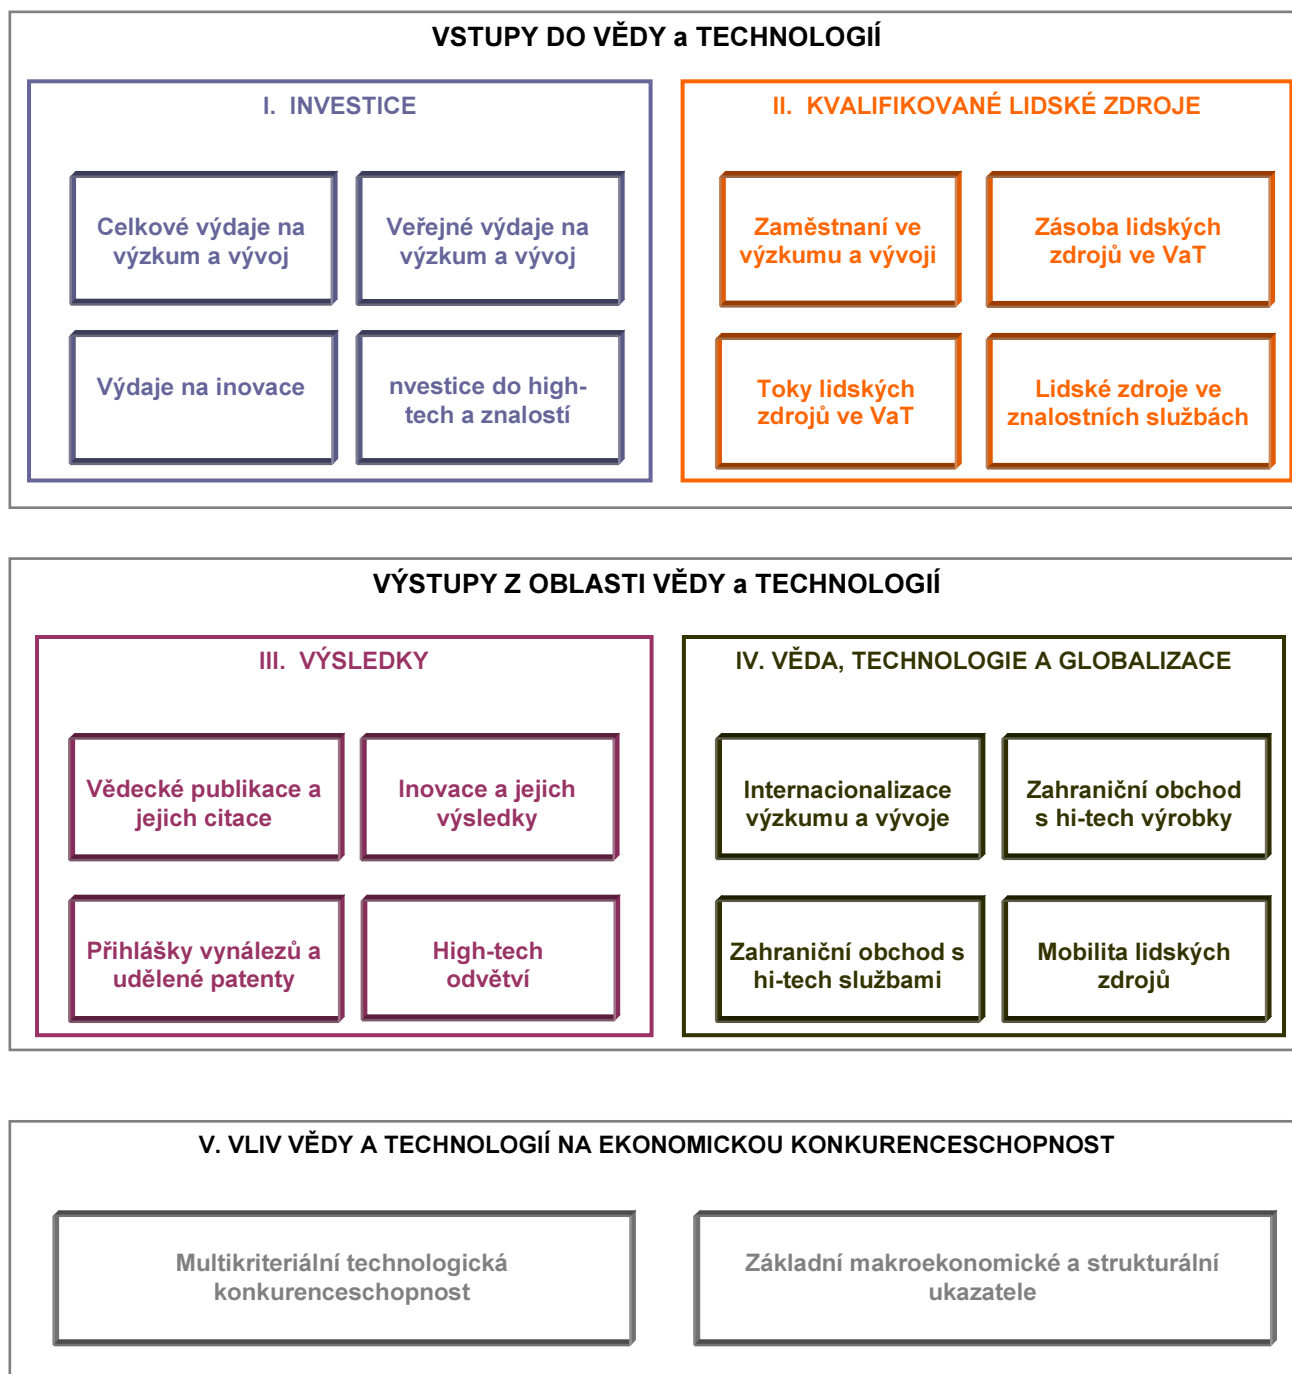 VSTUPY DO VĚDY a TECHNOLOGIÍ
I. INVESTICE
Celkové výdaje na
výzkum a vývoj
Veřejné výdaje na
výzkum a vývoj
Výdaje na inovace
nvestice do high-
tech a znalostí
II. KVALIFIKOVANÉ LIDSKÉ ZDROJE
Zaměstnaní ve
výzkumu a vývoji
Zásoba lidských
zdrojů ve VaT
Toky lidských
zdrojů ve VaT
Lidské zdroje ve
znalostních službách
VÝSTUPY Z OBLASTI VĚDY a TECHNOLOGIÍ
III. VÝSLEDKY
Vědecké publikace a
jejich citace
Inovace a jejich
výsledky
Přihlášky vynálezů a
udělené patenty
High-tech
odvětví
IV. VĚDA, TECHNOLOGIE A GLOBALIZACE
Internacionalizace
výzkumu a vývoje
Zahraniční obchod
s hi-tech výrobky
Zahraniční obchod s
hi-tech službami
Mobilita lidských
zdrojů
V. VLIV VĚDY A TECHNOLOGIÍ NA EKONOMICKOU KONKURENCESCHOPNOST
Multikriteriální technologická
konkurenceschopnost
Základní makroekonomické a strukturální
ukazatele